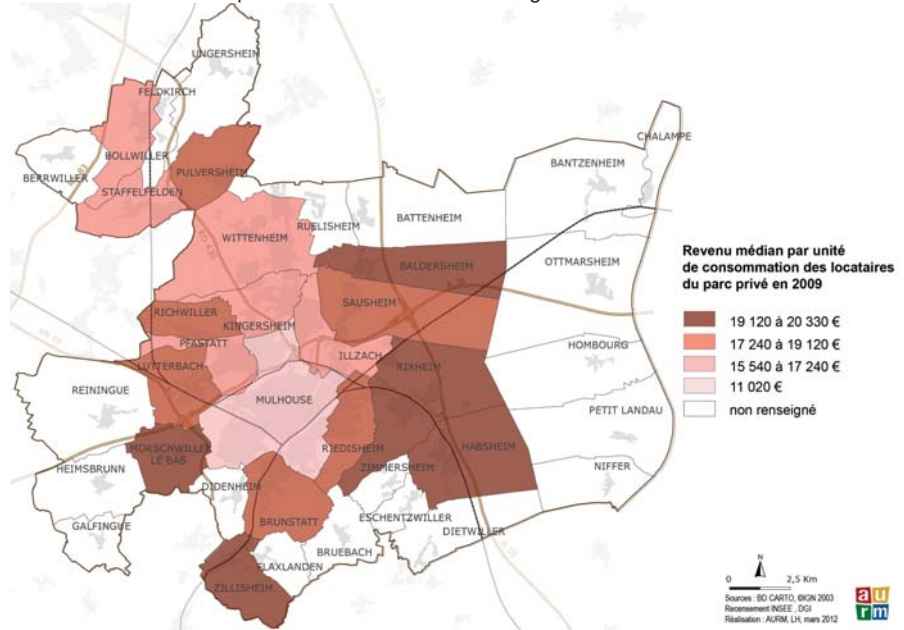 UNGERSHEIM
FELDKIRCH
CHALAMPE
BERRWILLER
BOLLWILLER
STAFFELFELDEN
PULVERSHEIM
BANTZENHEIM
WITTENHEIM
RUELISHEIM
BATTENHEIM
BALDERSHEIM
OTTMARSHEIM
SAUSHEIM
RICHWILLER
KINGERSHEIM
PFASTATT
ILLZACH
LUTTERBACH
RIXHEIM
HOMBOURG
REININGUE
MULHOUSE
PETIT LANDAU
MORSCHWILLER
LE BAS
RIEDISHEIM
HABSHEIM
HEIMSBRUNN
DIDENHEIM
ZIMMERSHEIM
NIFFER
GALFINGUE
BRUNSTATT
ESCHENTZWILLER
DIETWILLER
BRUEBACH
FLAXLANDEN
ZILLISHEIM
Revenu médian par unité
de consommation des locataires
du parc privé en 2009
19 120 à 20 330 €
17 240 à 19 120 €
15 540 à 17 240 €
11 020 €
non renseigné
N
0 2,5 Km
Sources : BD CARTO, ©IGN 2003
Recensement INSEE , DGI
Réalisation : AURM, LH, mars 2012
au
rm